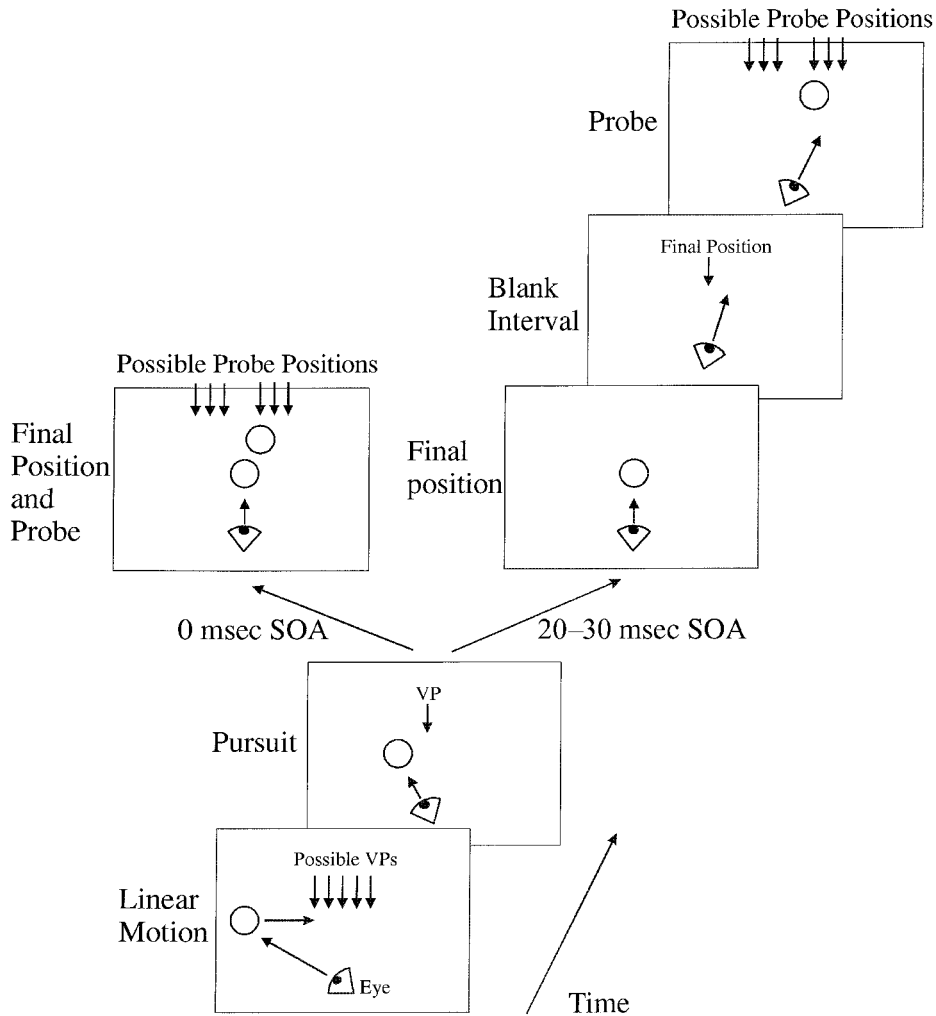 Possible Probe Positions
Probe
Final Position
Blank
Interval
Possible Probe Positions
Final
Position
and
Probe
Final
position
0 msec SOA
20–30 msec SOA
VP
Pursuit
Possible VPs
Linear
Motion
Eye
Time